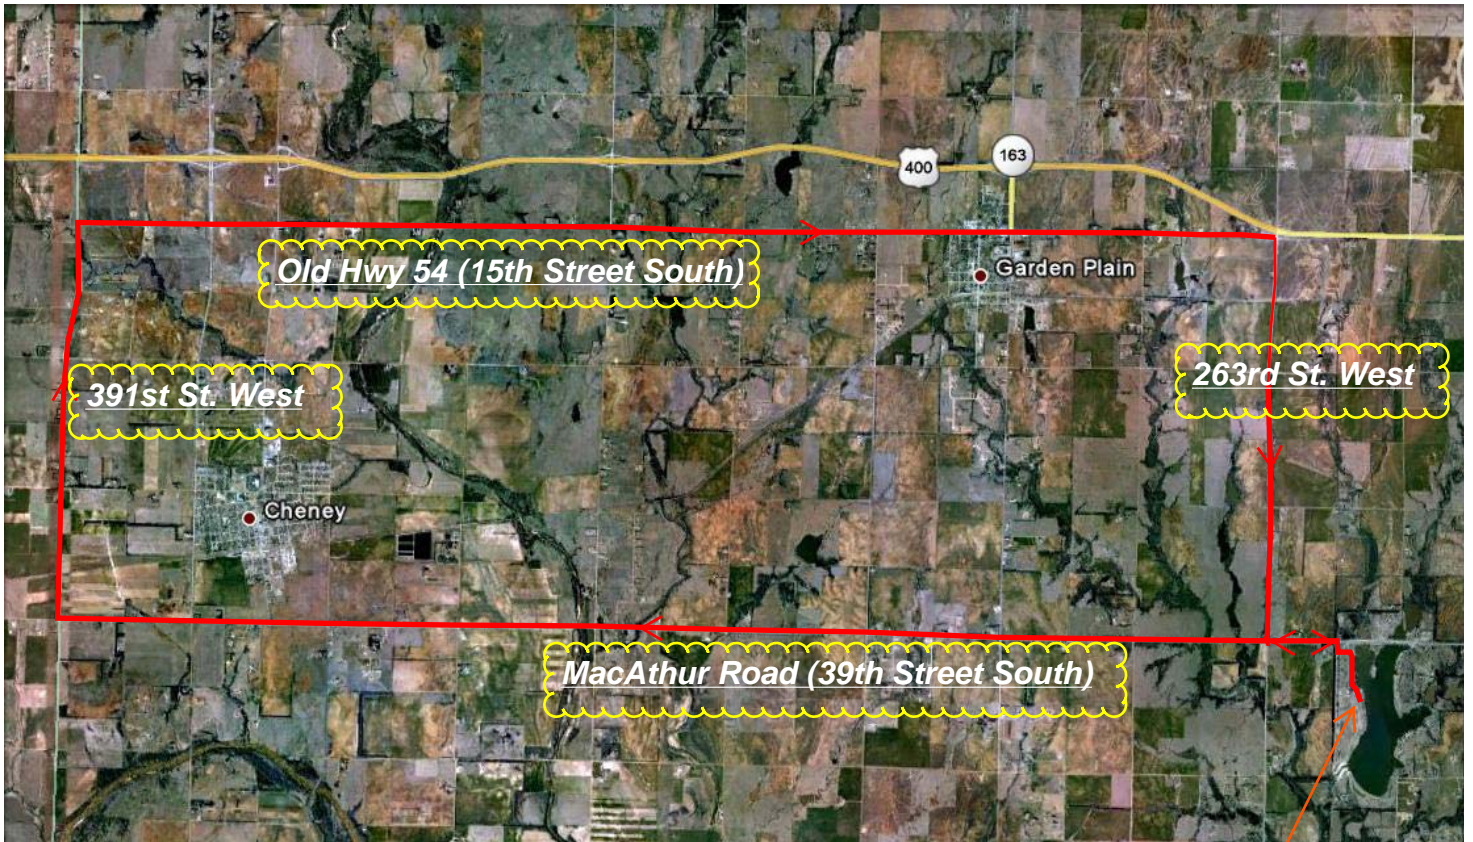 400
163
Old Hwy 54 (15th Street South)
Garden Plain
263rd St. West
391st St. West
Cheney
MacAthur Road (39th Street South)